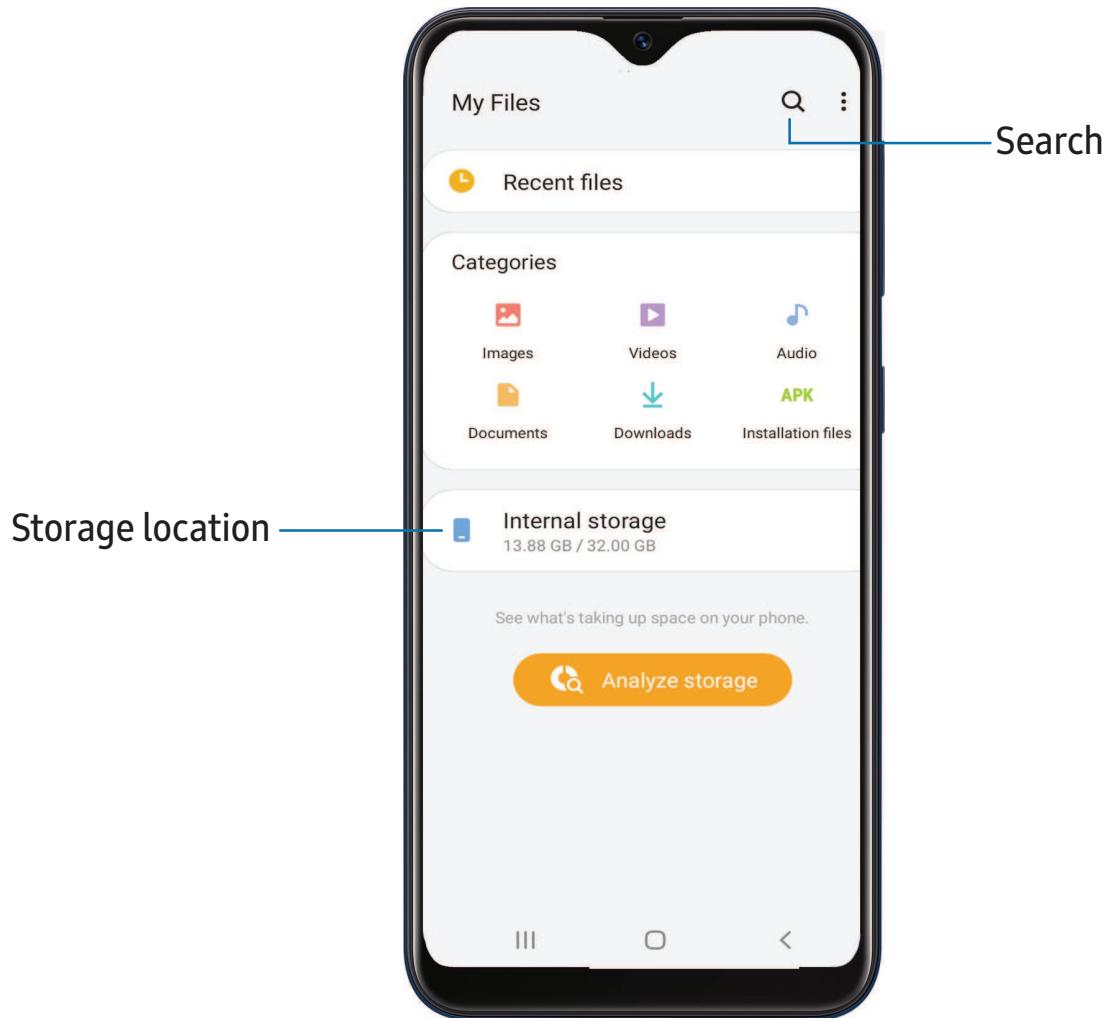 My Files
Search
Recent files
Categories
Images
Videos
Audio
APK
Documents
Downloads
Installation files
Storage location
Internal storage
13.88 GB / 32.00 GB
See what's taking up space on your phone.
Analyze storage